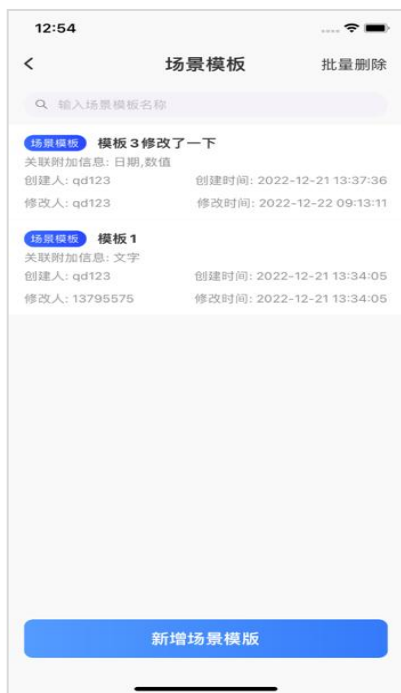 12:54
场景模板 批量删除
输入场景模板名称
场景模板 模板3修改了一下
关联附加信息: 日期,数值
创建人: qd123 创建时间: 2022-12-21 13:37:36
修改人: qd123 修改时间: 2022-12-22 09:13:11
场景模板 模板1
关联附加信息: 文字
创建人: qd123 创建时间: 2022-12-21 13:34:05
修改人: 13795575 修改时间: 2022-12-21 13:34:05
新增场景模版